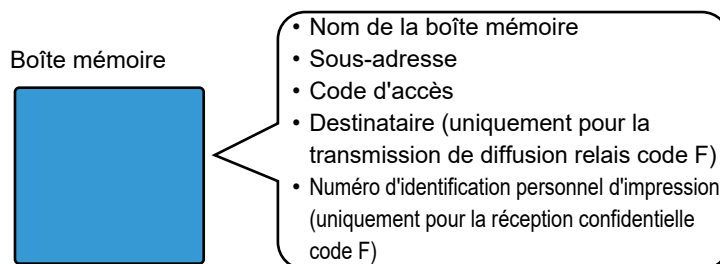 Boîte mémoire
• Nom de la boîte mémoire
• Sous-adresse
• Code d'accès
• Destinataire (uniquement pour la
transmission de diffusion relais code F)
• Numéro d'identification personnel d'impression
(uniquement pour la réception confidentielle
code F)